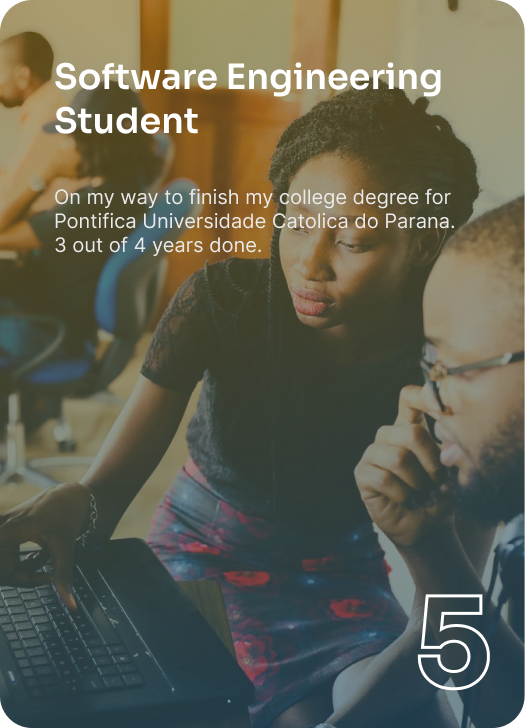 Software Engineering
Student
On my way to finish my college degree for
Pontifica Universidade Catolica do Parana.
3 out of 4 years done.
5